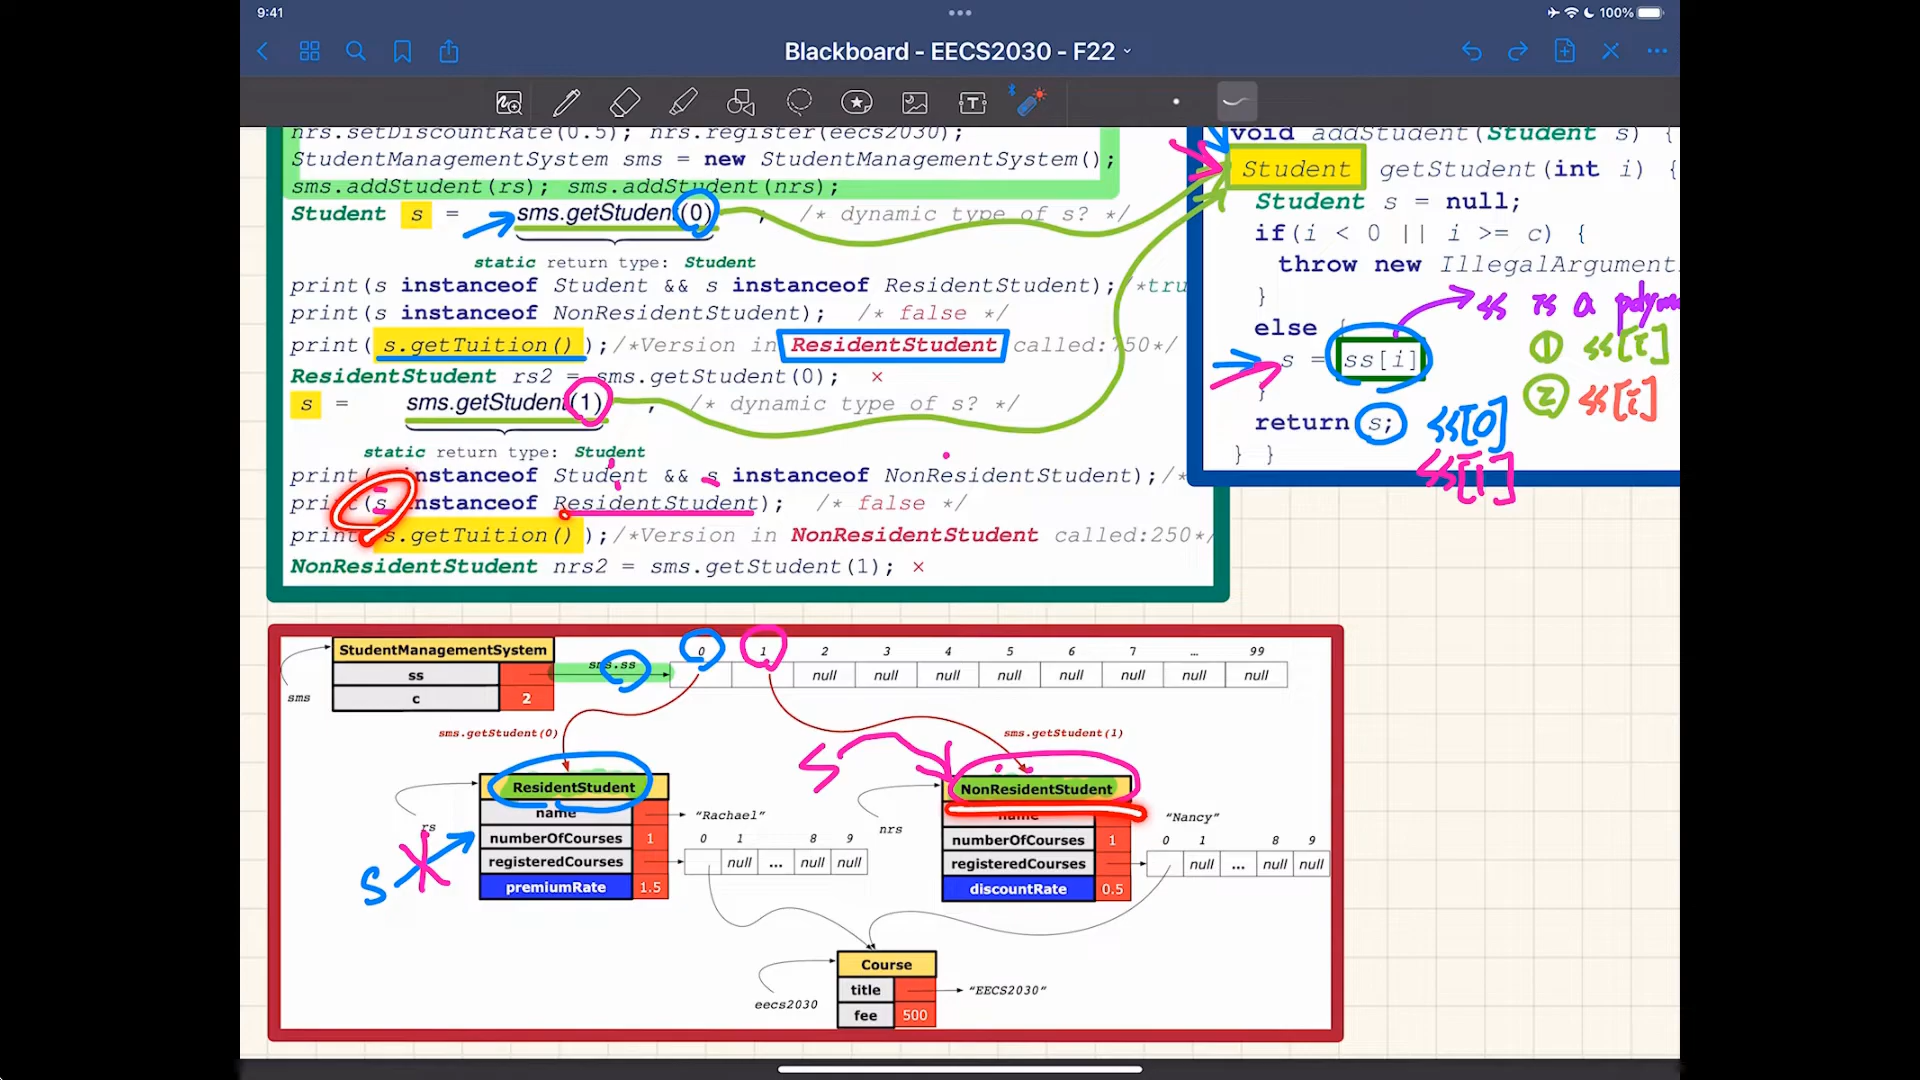 9:41
100%
Blackboard - EECS2030 - F22
nrs.setDiscountRate(0.5); nrs.register(eecs2030);
StudentManagementSystem sms = new StudentManagementSystem();
sms.addStudent(rs); sms.addStudent(nrs);
Student s = sms.getStudent(0) ; /* dynamic type of s? */
static return type: Student
print(s instanceof Student && s instanceof ResidentStudent);/*tru
print(s instanceof NonResidentStudent); /* false */
print( s.getTuition() );/*Version in ResidentStudent called:750*/
ResidentStudent rs2 = sms.getStudent(0); ×
s = sms.getStudent(1) ; /* dynamic type of s? */
static return type: Student
print(s instanceof Student && s instanceof NonResidentStudent);/*
print(s instanceof ResidentStudent); /* false */
print( s.getTuition() );/*Version in NonResidentStudent called:250*/
NonResidentStudent nrs2 = sms.getStudent(1); ×
void addStudent(Student s) {
Student getStudent(int i) {
Student s = null;
if(i < 0 || i >= c) {
throw new IllegalArgument
}
ss is a polym
else {
① ss[i]
s = ss[i]
② ss[i]
}
return s;
ss[0]
} }
ss[1]
StudentManagementSystem
ss
c 2
sms
sms.ss
0 1 2 3 4 5 6 7 … 99
null null null null null null null null
sms.getStudent(0)
sms.getStudent(1)
s
ResidentStudent
name
numberOfCourses 1
registeredCourses
premiumRate 1.5
rs
s
"Rachael"
0 1 8 9
null ... null null
NonResidentStudent
name
numberOfCourses 1
registeredCourses
discountRate 0.5
nrs
"Nancy"
0 1 8 9
null ... null null
Course
title
fee 500
eecs2030
"EECS2030"